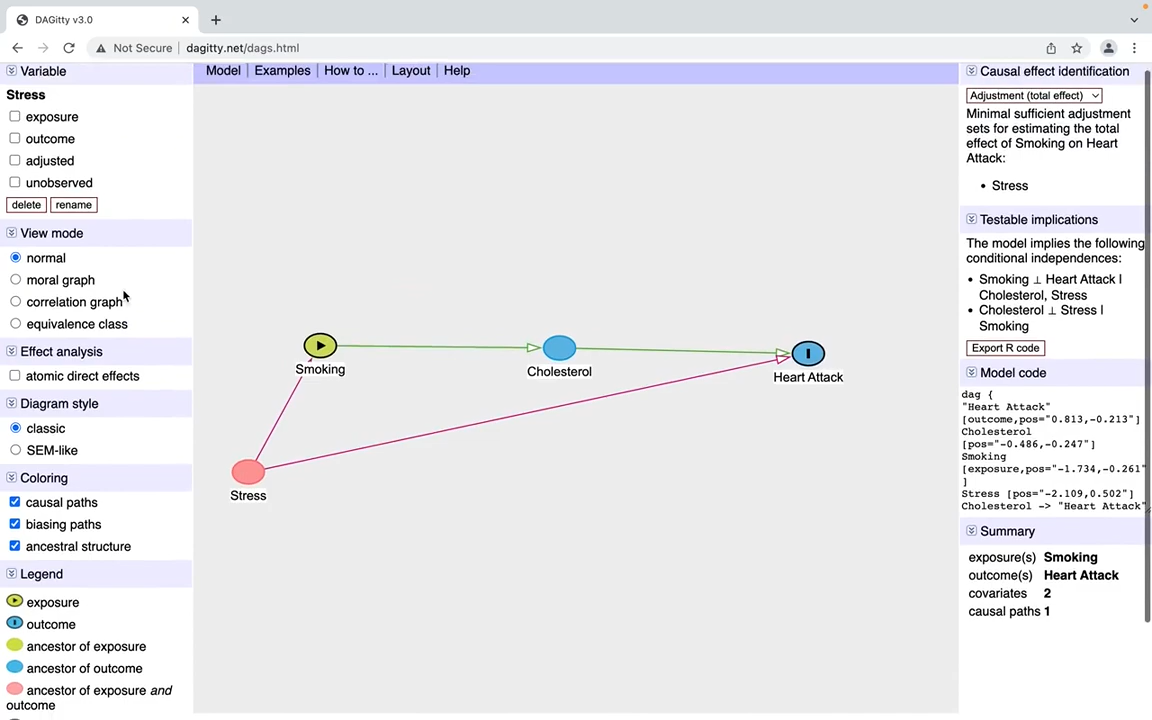 DAGitty v3.0
Not Secure
dagitty.net/dags.html
Variable
Stress
exposure
outcome
adjusted
unobserved
delete
rename
View mode
normal
moral graph
correlation graph
equivalence class
Effect analysis
atomic direct effects
Diagram style
classic
SEM-like
Coloring
causal paths
biasing paths
ancestral structure
Legend
exposure
outcome
ancestor of exposure
ancestor of outcome
ancestor of exposure and
outcome
Model | Examples | How to ... | Layout | Help
Smoking
Cholesterol
Heart Attack
Stress
Causal effect identification
Adjustment (total effect)
Minimal sufficient adjustment
sets for estimating the total
effect of Smoking on Heart
Attack:
• Stress
Testable implications
The model implies the following
conditional independences:
• Smoking ⊥ Heart Attack |
Cholesterol, Stress
• Cholesterol ⊥ Stress |
Smoking
Export R code
Model code
dag {
"Heart Attack"
[outcome,pos="0.813,-0.213"]
Cholesterol
[pos="-0.486,-0.247"]
Smoking
[exposure,pos="-1.734,-0.261"
]
Stress [pos="-2.109,0.502"]
Cholesterol -> "Heart Attack"
Summary
exposure(s) Smoking
outcome(s) Heart Attack
covariates 2
causal paths 1